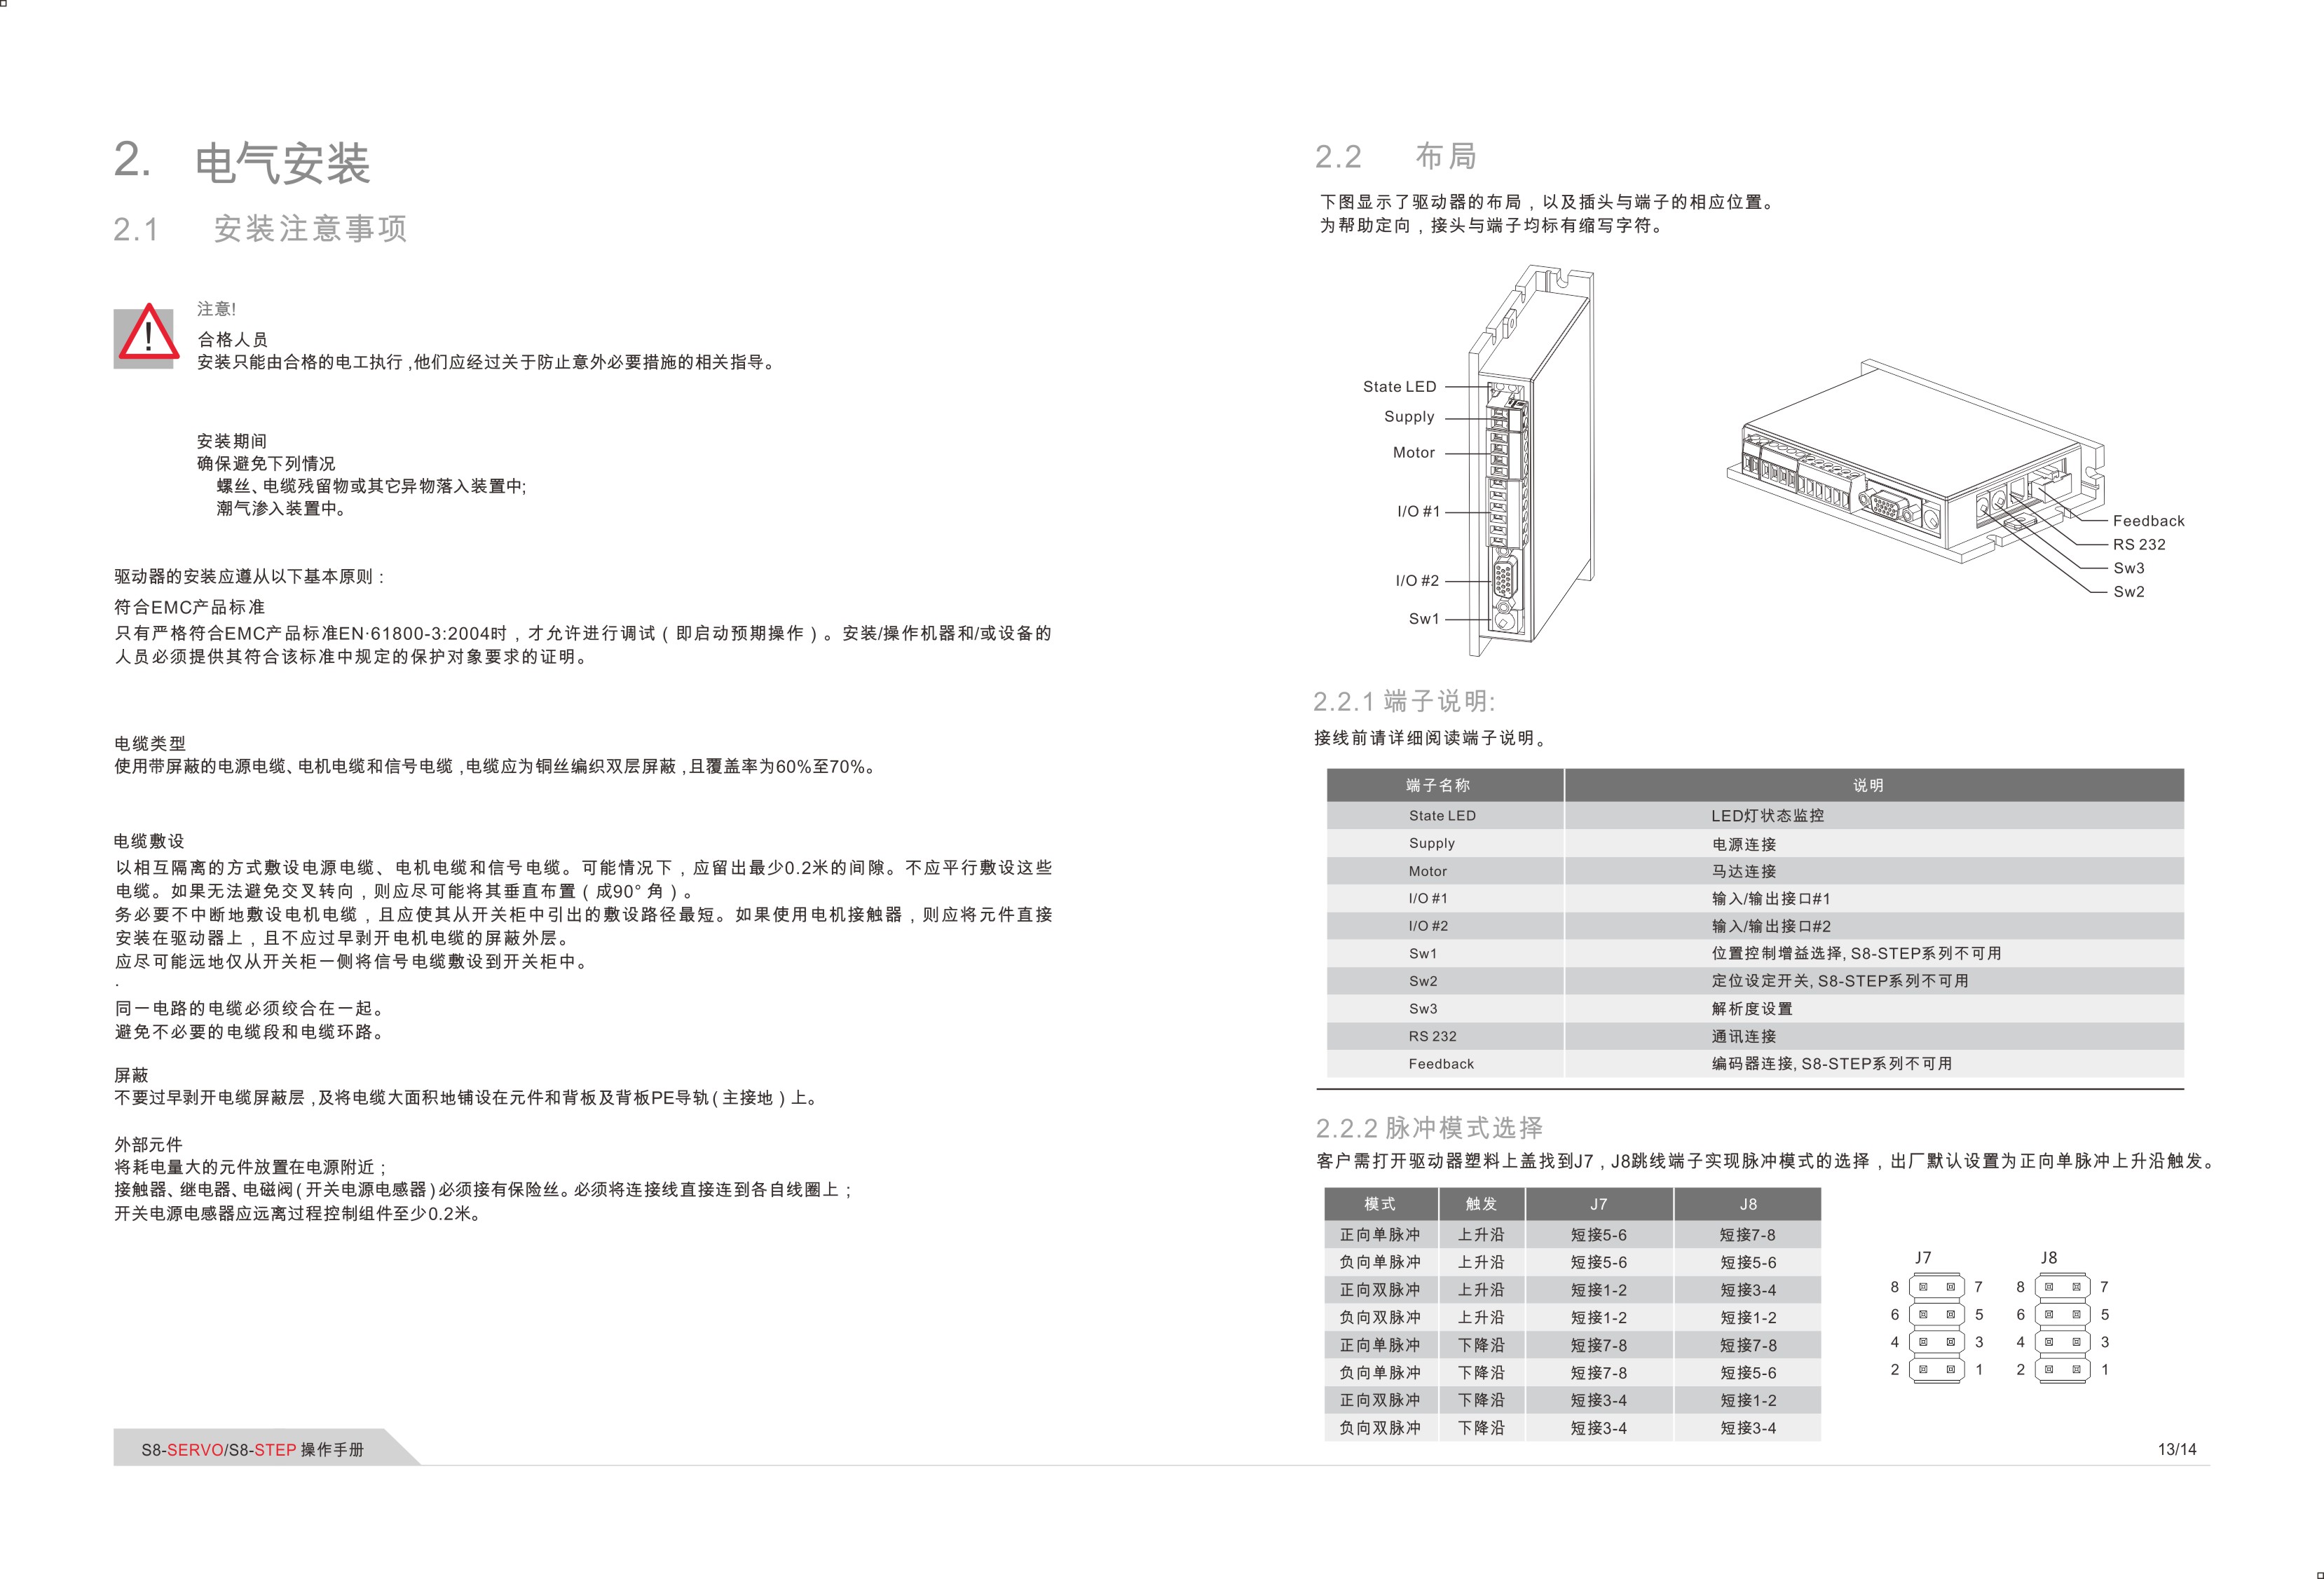 2. 电气安装
2.1 安装注意事项
!
注意!
合格人员
安装只能由合格的电工执行,他们应经过关于防止意外必要措施的相关指导。
安装期间
确保避免下列情况
螺丝、电缆残留物或其它异物落入装置中;
潮气渗入装置中。
驱动器的安装应遵从以下基本原则：
符合EMC产品标准
只有严格符合EMC产品标准EN·61800-3:2004时，才允许进行调试（即启动预期操作）。安装/操作机器和/或设备的
人员必须提供其符合该标准中规定的保护对象要求的证明。
电缆类型
使用带屏蔽的电源电缆、电机电缆和信号电缆,电缆应为铜丝编织双层屏蔽,且覆盖率为60%至70%。
电缆敷设
以相互隔离的方式敷设电源电缆、电机电缆和信号电缆。可能情况下，应留出最少0.2米的间隙。不应平行敷设这些
电缆。如果无法避免交叉转向，则应尽可能将其垂直布置（成90°角）。
务必要不中断地敷设电机电缆，且应使其从开关柜中引出的敷设路径最短。如果使用电机接触器，则应将元件直接
安装在驱动器上，且不应过早剥开电机电缆的屏蔽外层。
应尽可能远地仅从开关柜一侧将信号电缆敷设到开关柜中。
.
同一电路的电缆必须绞合在一起。
避免不必要的电缆段和电缆环路。
屏蔽
不要过早剥开电缆屏蔽层,及将电缆大面积地铺设在元件和背板及背板PE导轨(主接地)上。
外部元件
将耗电量大的元件放置在电源附近；
接触器、继电器、电磁阀(开关电源电感器)必须接有保险丝。必须将连接线直接连到各自线圈上；
开关电源电感器应远离过程控制组件至少0.2米。
S8-SERVO/S8-STEP 操作手册
2.2 布局
下图显示了驱动器的布局，以及插头与端子的相应位置。
为帮助定向，接头与端子均标有缩写字符。
State LED
Supply
Motor
I/O #1
I/O #2
Sw1
Feedback
RS 232
Sw3
Sw2
2.2.1 端子说明:
接线前请详细阅读端子说明。
端子名称 说明
State LED LED灯状态监控
Supply 电源连接
Motor 马达连接
I/O #1 输入/输出接口#1
I/O #2 输入/输出接口#2
Sw1 位置控制增益选择, S8-STEP系列不可用
Sw2 定位设定开关, S8-STEP系列不可用
Sw3 解析度设置
RS 232 通讯连接
Feedback 编码器连接, S8-STEP系列不可用
2.2.2 脉冲模式选择
客户需打开驱动器塑料上盖找到J7，J8跳线端子实现脉冲模式的选择，出厂默认设置为正向单脉冲上升沿触发。
模式 触发 J7 J8
正向单脉冲 上升沿 短接5-6 短接7-8
负向单脉冲 上升沿 短接5-6 短接5-6
正向双脉冲 上升沿 短接1-2 短接3-4
负向双脉冲 上升沿 短接1-2 短接1-2
正向单脉冲 下降沿 短接7-8 短接7-8
负向单脉冲 下降沿 短接7-8 短接5-6
正向双脉冲 下降沿 短接3-4 短接1-2
负向双脉冲 下降沿 短接3-4 短接3-4
J7 J8
8 7 8 7
6 5 6 5
4 3 4 3
2 1 2 1
13/14